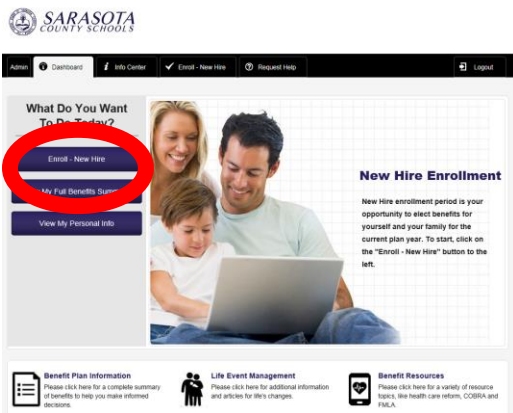 SARASOTA
COUNTY SCHOOLS
Admin Dashboard Info Center Enroll - New Hire Request Help Logout
What Do You Want
To Do Today?
Enroll - New Hire
My Full Benefits Summ
View My Personal Info
New Hire Enrollment
New Hire enrollment period is your
opportunity to elect benefits for
yourself and your family for the
current plan year. To start, click on
the "Enroll - New Hire" button to the
left.
Benefit Plan Information
Please click here for a complete summary
of benefits to help you make informed
decisions.
Life Event Management
Please click here for additional information
and articles for life's changes.
Benefit Resources
Please click here for a variety of resource
topics, like health care reform, COBRA and
FMLA.